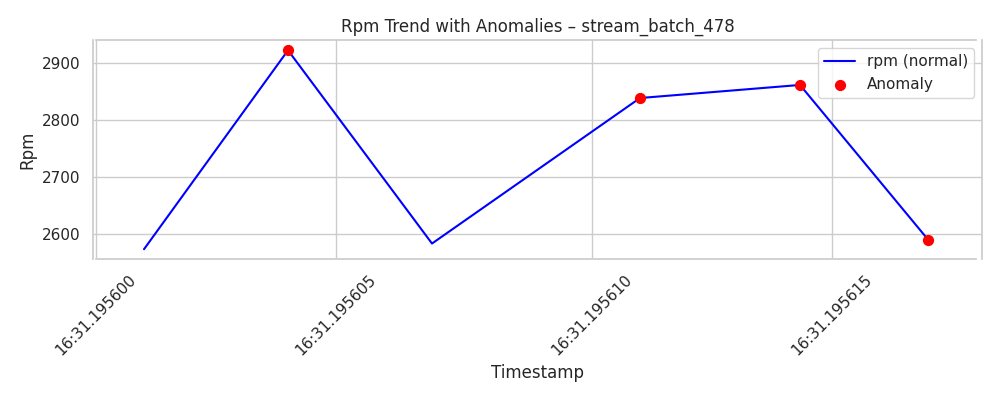 Rpm Trend with Anomalies – stream_batch_478
rpm (normal)
Anomaly
Rpm
2900
2800
2700
2600
16:31.195600
16:31.195605
16:31.195610
16:31.195615
Timestamp